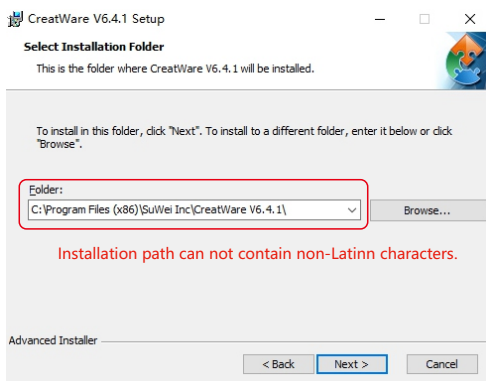 CreatWare V6.4.1 Setup
Select Installation Folder
This is the folder where CreatWare V6.4.1 will be installed.
To install in this folder, click "Next". To install to a different folder, enter it below or click
"Browse".
Folder:
C:\Program Files (x86)\SuWei Inc\CreatWare V6.4.1\
Browse...
Installation path can not contain non-Latinn characters.
Advanced Installer
< Back
Next >
Cancel